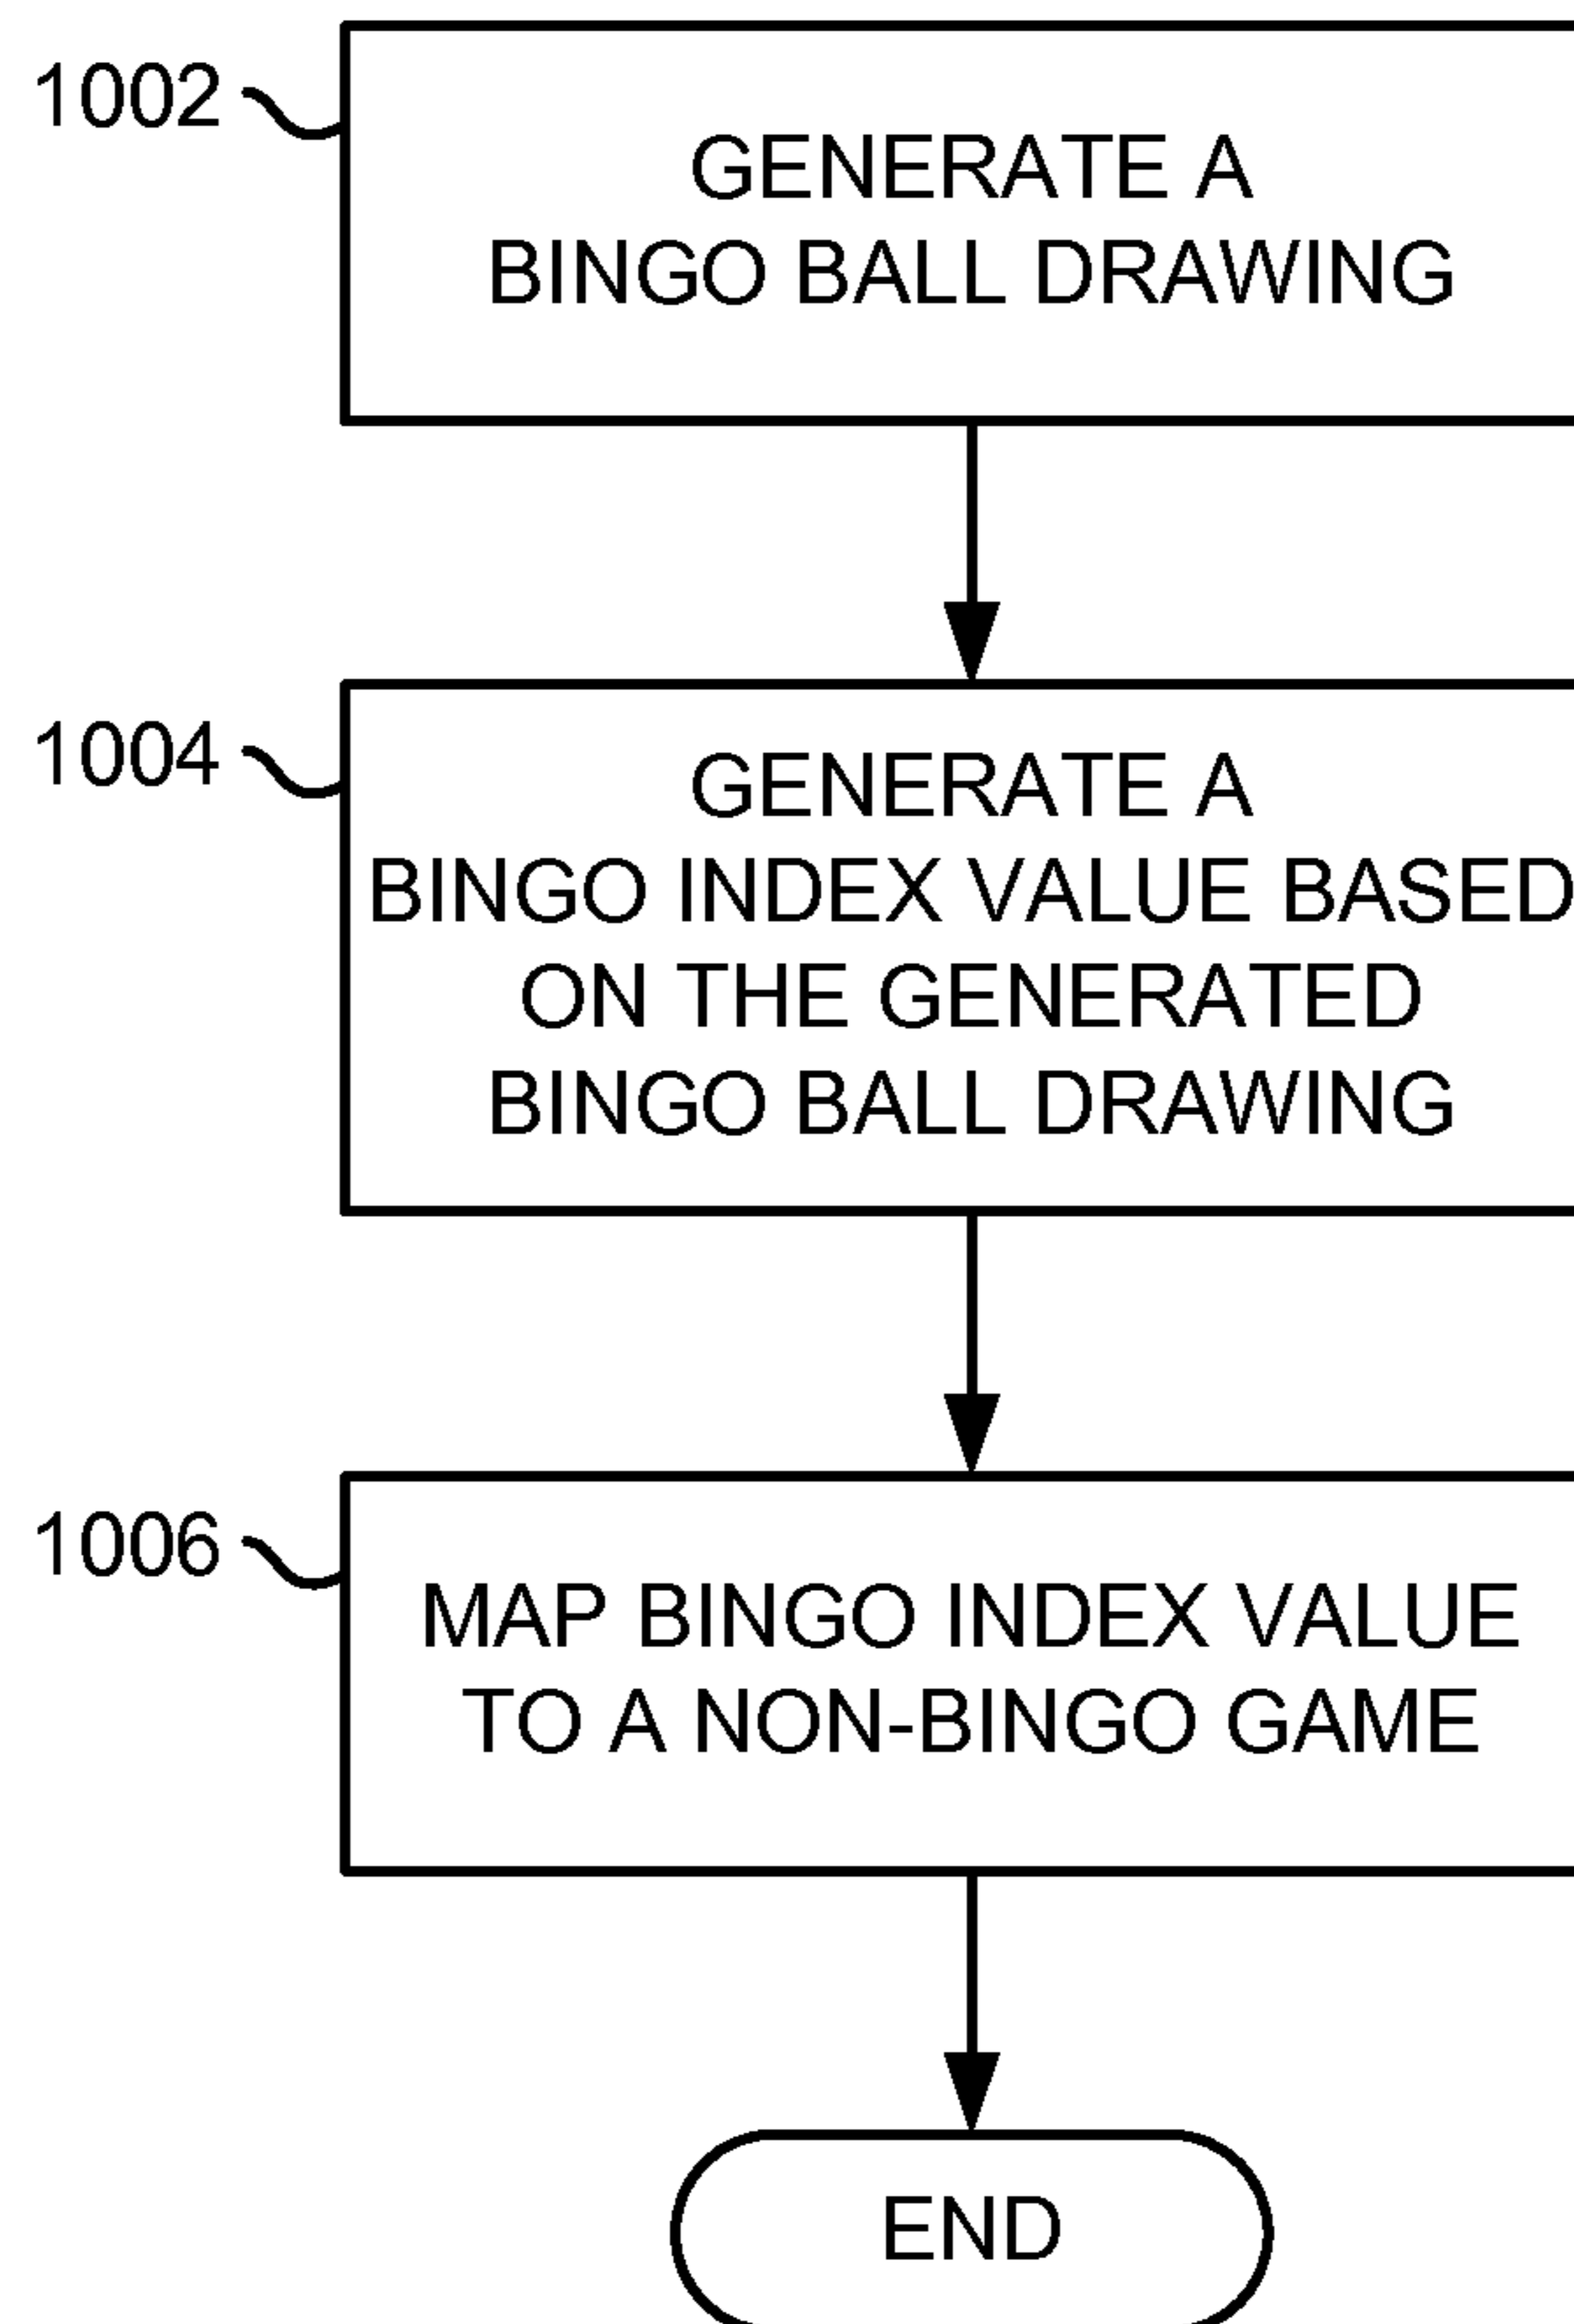 1002
GENERATE A
BINGO BALL DRAWING
1004
GENERATE A
BINGO INDEX VALUE BASED
ON THE GENERATED
BINGO BALL DRAWING
1006
MAP BINGO INDEX VALUE
TO A NON-BINGO GAME
END